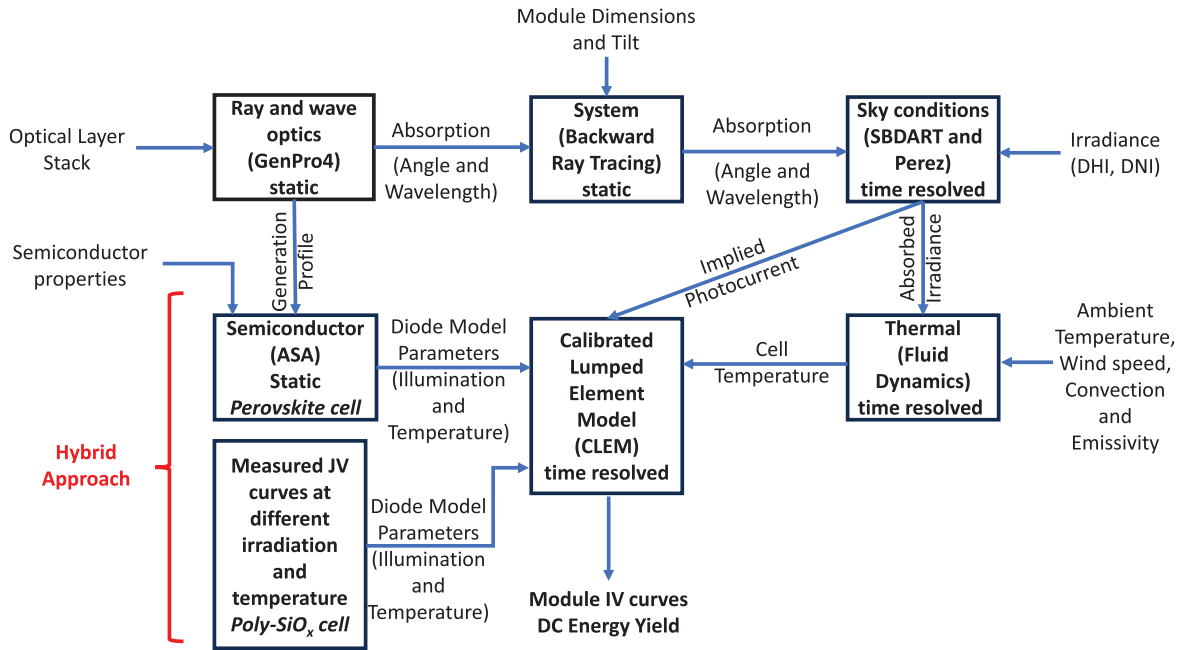 Module Dimensions
and Tilt
Optical Layer
Stack
Ray and wave
optics
(GenPro4)
static
Absorption
(Angle and
Wavelength)
System
(Backward
Ray Tracing)
static
Absorption
(Angle and
Wavelength)
Sky conditions
(SBDART and
Perez)
time resolved
Irradiance
(DHI, DNI)
Semiconductor
properties
Generation
Profile
Implied
Photocurrent
Absorbed
Irradiance
Semiconductor
(ASA)
Static
Perovskite cell
Diode Model
Parameters
(Illumination
and
Temperature)
Calibrated
Lumped
Element
Model
(CLEM)
time resolved
Cell
Temperature
Thermal
(Fluid
Dynamics)
time resolved
Ambient
Temperature,
Wind speed,
Convection
and
Emissivity
Hybrid
Approach
Measured JV
curves at
different
irradiation
and
temperature
Poly-SiOx cell
Diode Model
Parameters
(Illumination
and
Temperature)
Module IV curves
DC Energy Yield